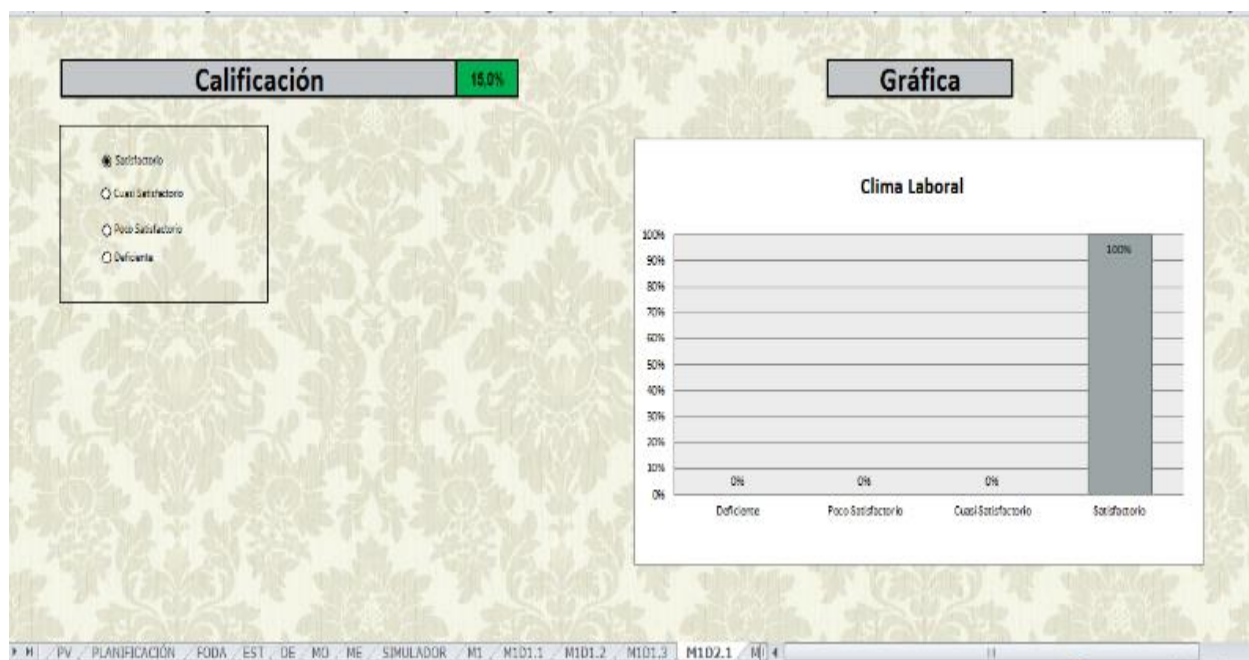 Calificación
15,0%
Gráfica
Satisfactorio
Cuasi Satisfactorio
Poco Satisfactorio
Deficiente
Clima Laboral
100%
90%
80%
70%
60%
50%
40%
30%
20%
10%
0%
0%
0%
0%
100%
Deficiente
Poco Satisfactorio
Cuasi-Satisfactorio
Satisfactorio
PV PLANIFICACIÓN FODA EST DE MO ME SIMULADOR M1 M1D1.1 M1D1.2 M1D1.3 M1D2.1